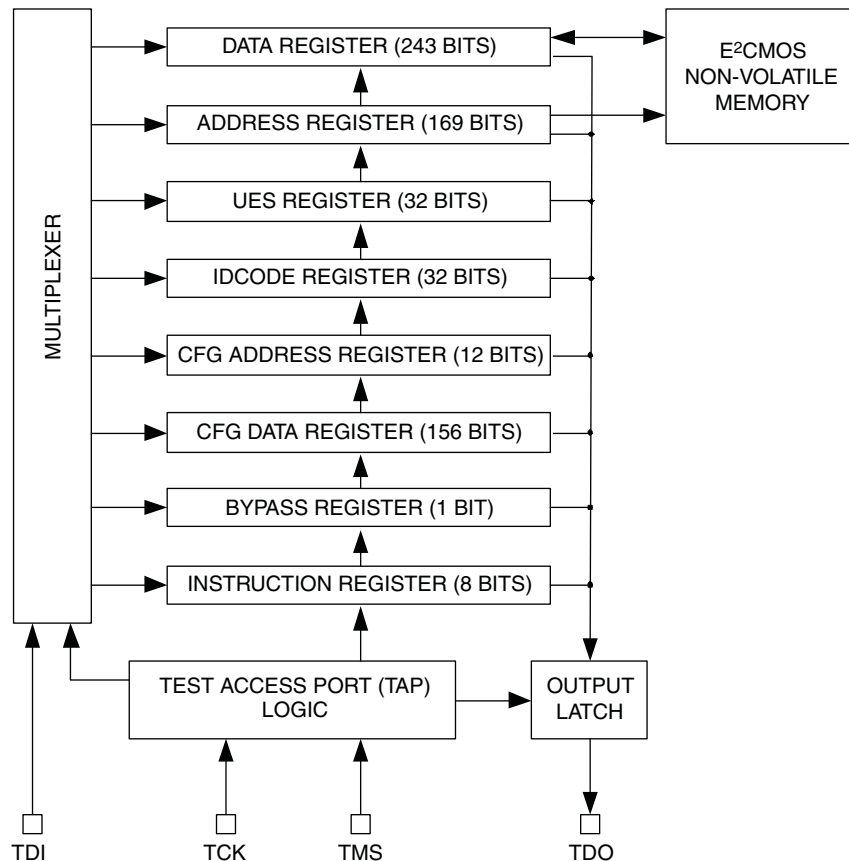 DATA REGISTER (243 BITS)
E²CMOS
NON-VOLATILE
MEMORY
ADDRESS REGISTER (169 BITS)
UES REGISTER (32 BITS)
IDCODE REGISTER (32 BITS)
MULTIPLEXER
CFG ADDRESS REGISTER (12 BITS)
CFG DATA REGISTER (156 BITS)
BYPASS REGISTER (1 BIT)
INSTRUCTION REGISTER (8 BITS)
TEST ACCESS PORT (TAP)
LOGIC
OUTPUT
LATCH
TDI
TCK
TMS
TDO